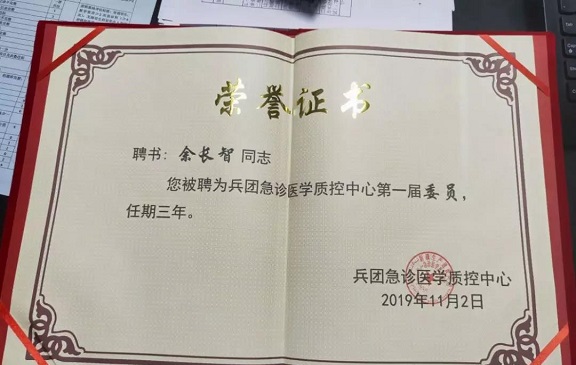 荣誉证书
聘书：余长智 同志
您被聘为兵团急诊医学质控中心第一届委员，
任期三年。
兵团急诊医学质控中心
2019年11月2日